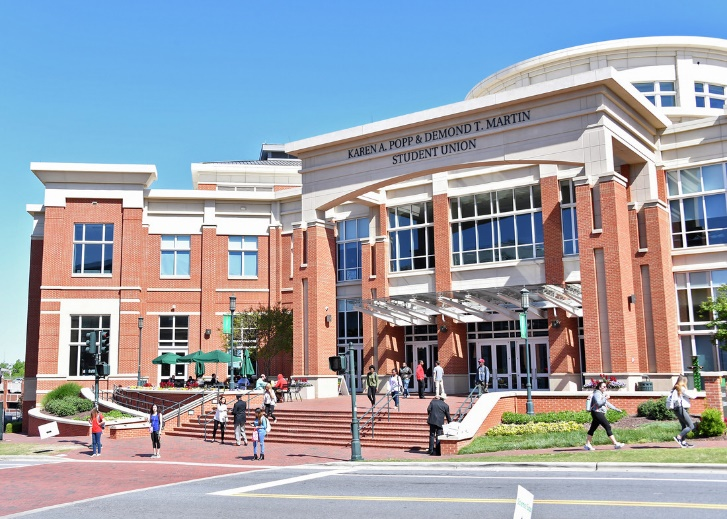 KAREN A. POPP & DEMOND T. MARTIN
STUDENT UNION